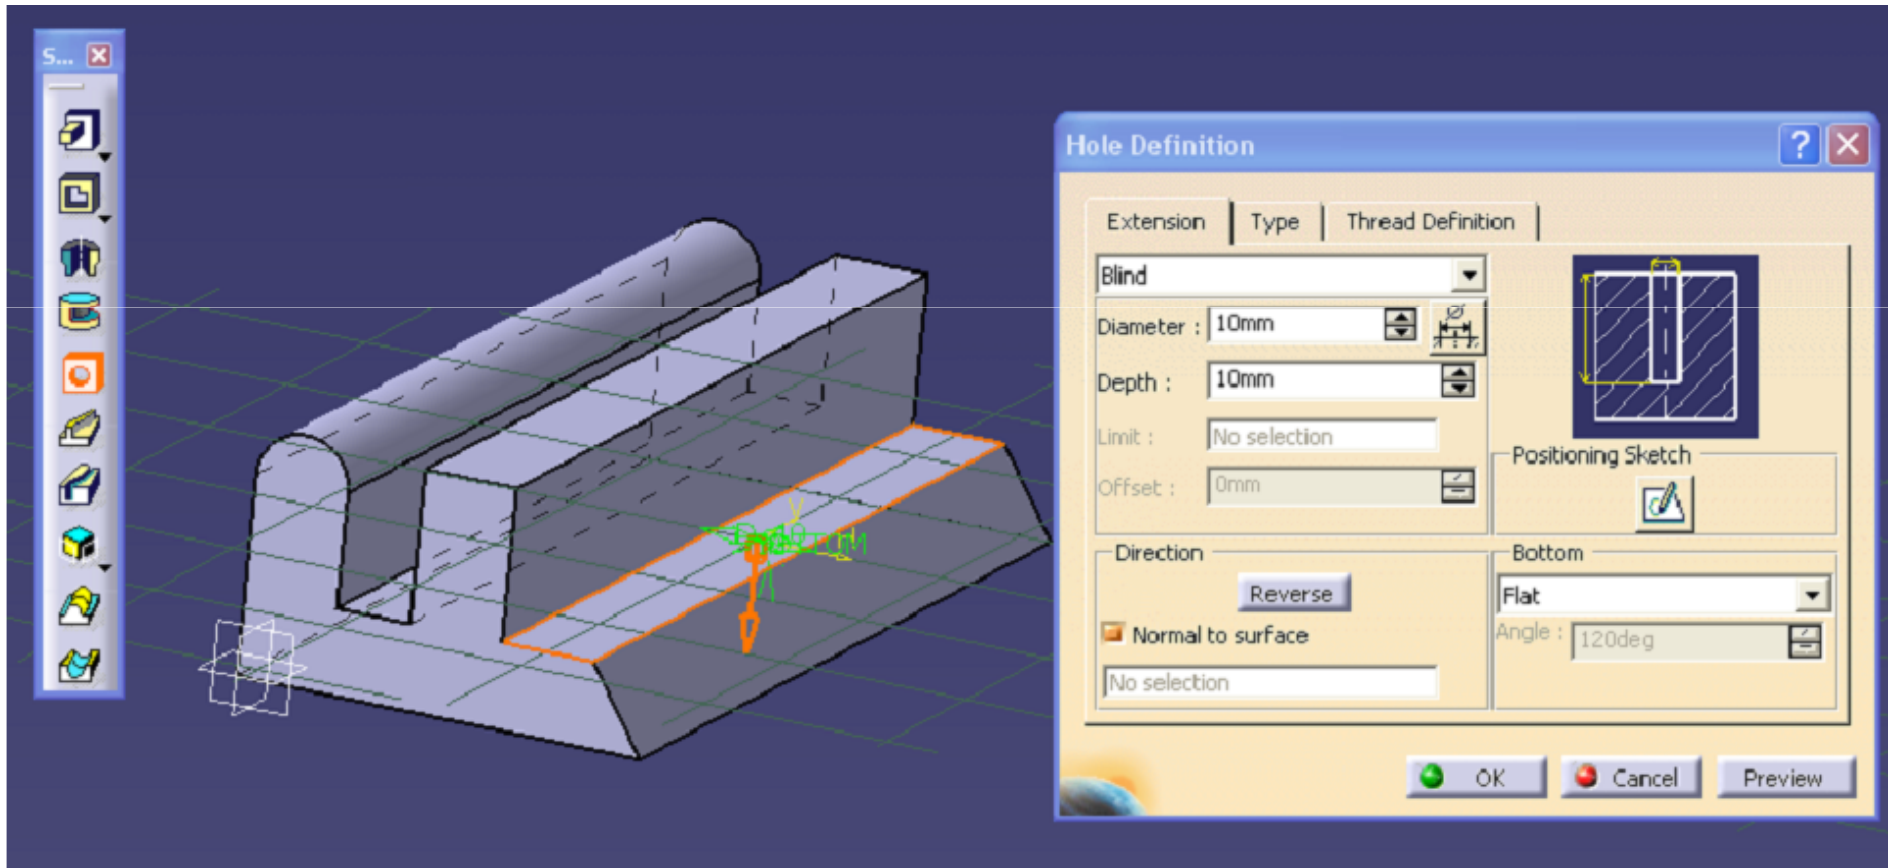 S...
Hole Definition
Extension
Type
Thread Definition
Blind
Diameter :
10mm
Depth :
10mm
Limit :
No selection
Offset :
0mm
Positioning Sketch
Direction
Reverse
Normal to surface
No selection
Bottom
Flat
Angle :
120deg
OK
Cancel
Preview